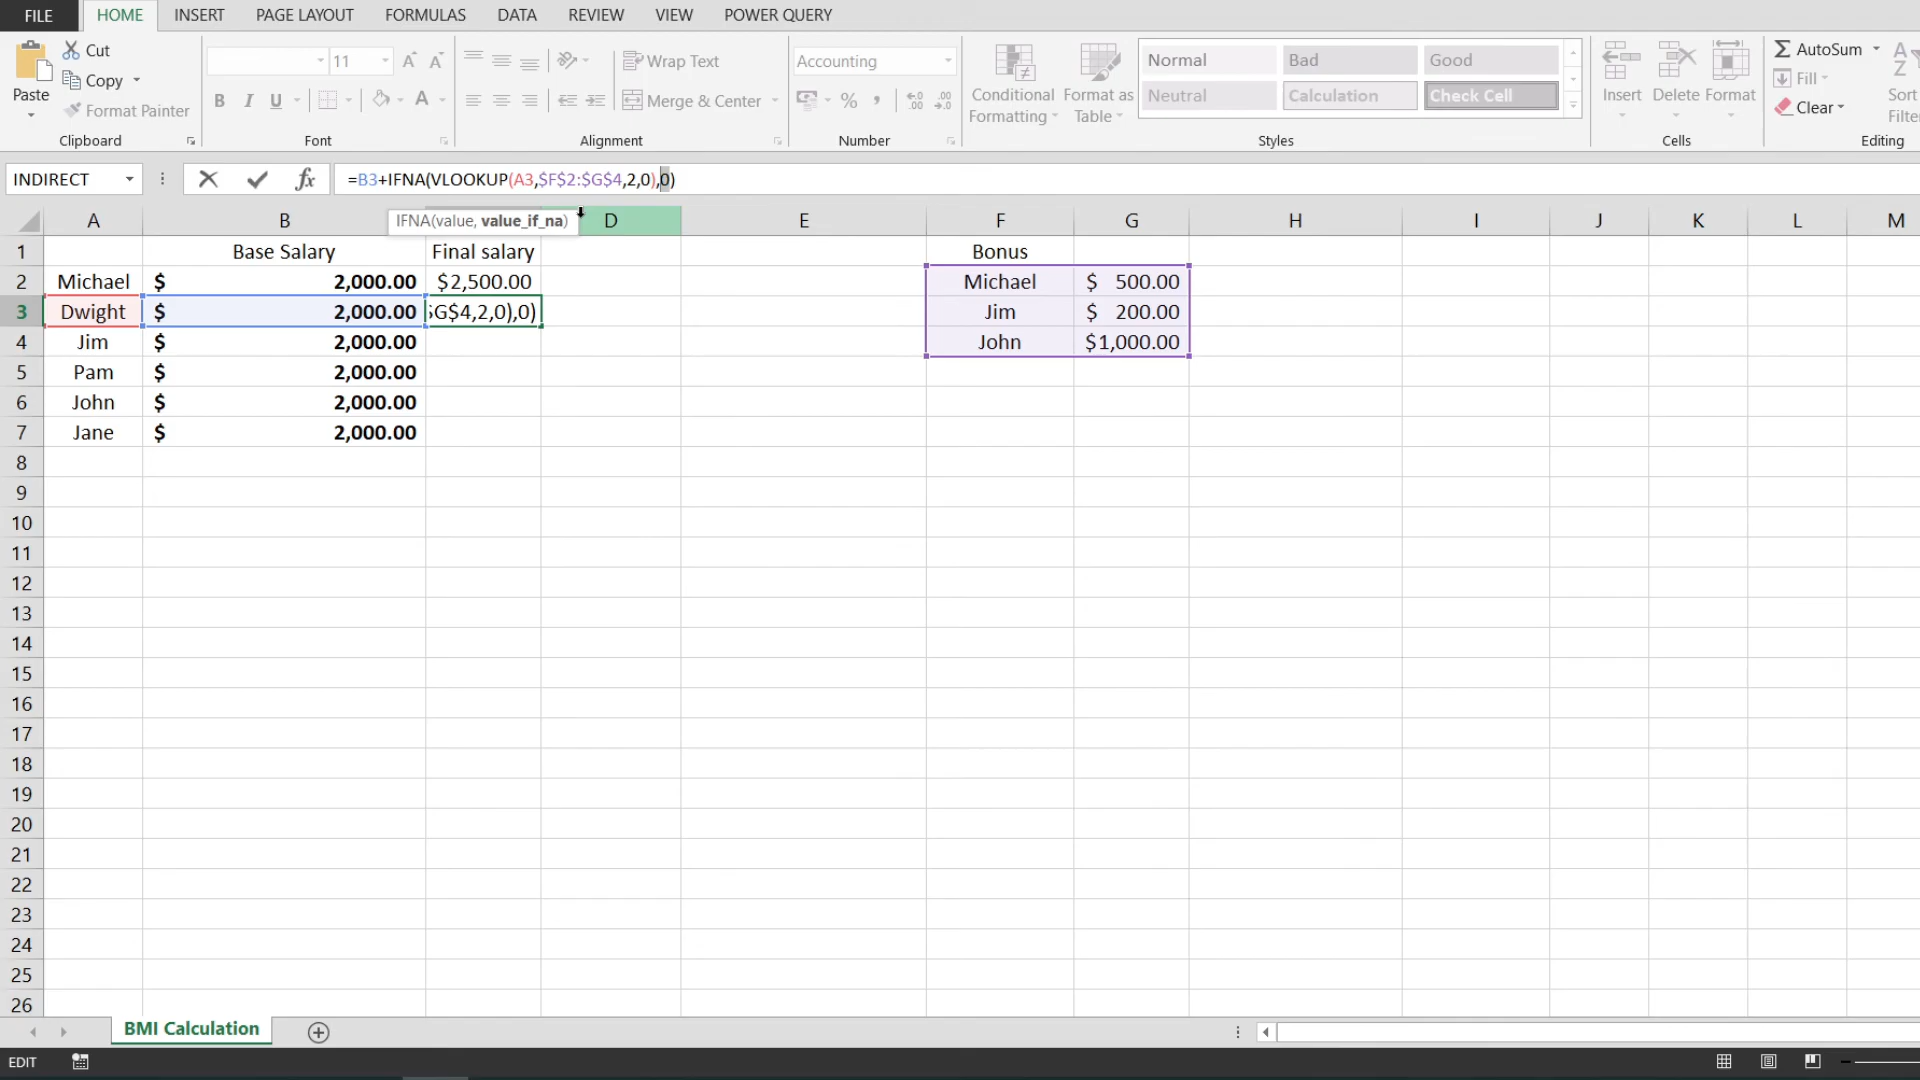 FILE HOME INSERT PAGE LAYOUT FORMULAS DATA REVIEW VIEW POWER QUERY
Paste
Cut
Copy
Format Painter
Clipboard
11
A A
B I U A
Font
Wrap Text
Merge & Center
Alignment
Accounting
% , .00 .0
Number
Conditional Formatting
Format as Table
Normal Bad Good
Neutral Calculation Check Cell
Styles
Insert Delete Format
Cells
AutoSum
Fill
Clear
Sort
Filte
Editing
INDIRECT fx =B3+IFNA(VLOOKUP(A3,$F$2:$G$4,2,0),0)
IFNA(value, value_if_na)
A B D E F G H I J K L M
1 Base Salary Final salary Bonus
2 Michael $ 2,000.00 $2,500.00 Michael $ 500.00
3 Dwight $ 2,000.00 $G$4,2,0),0) Jim $ 200.00
4 Jim $ 2,000.00 John $1,000.00
5 Pam $ 2,000.00
6 John $ 2,000.00
7 Jane $ 2,000.00
8
9
10
11
12
13
14
15
16
17
18
19
20
21
22
23
24
25
26
BMI Calculation
EDIT